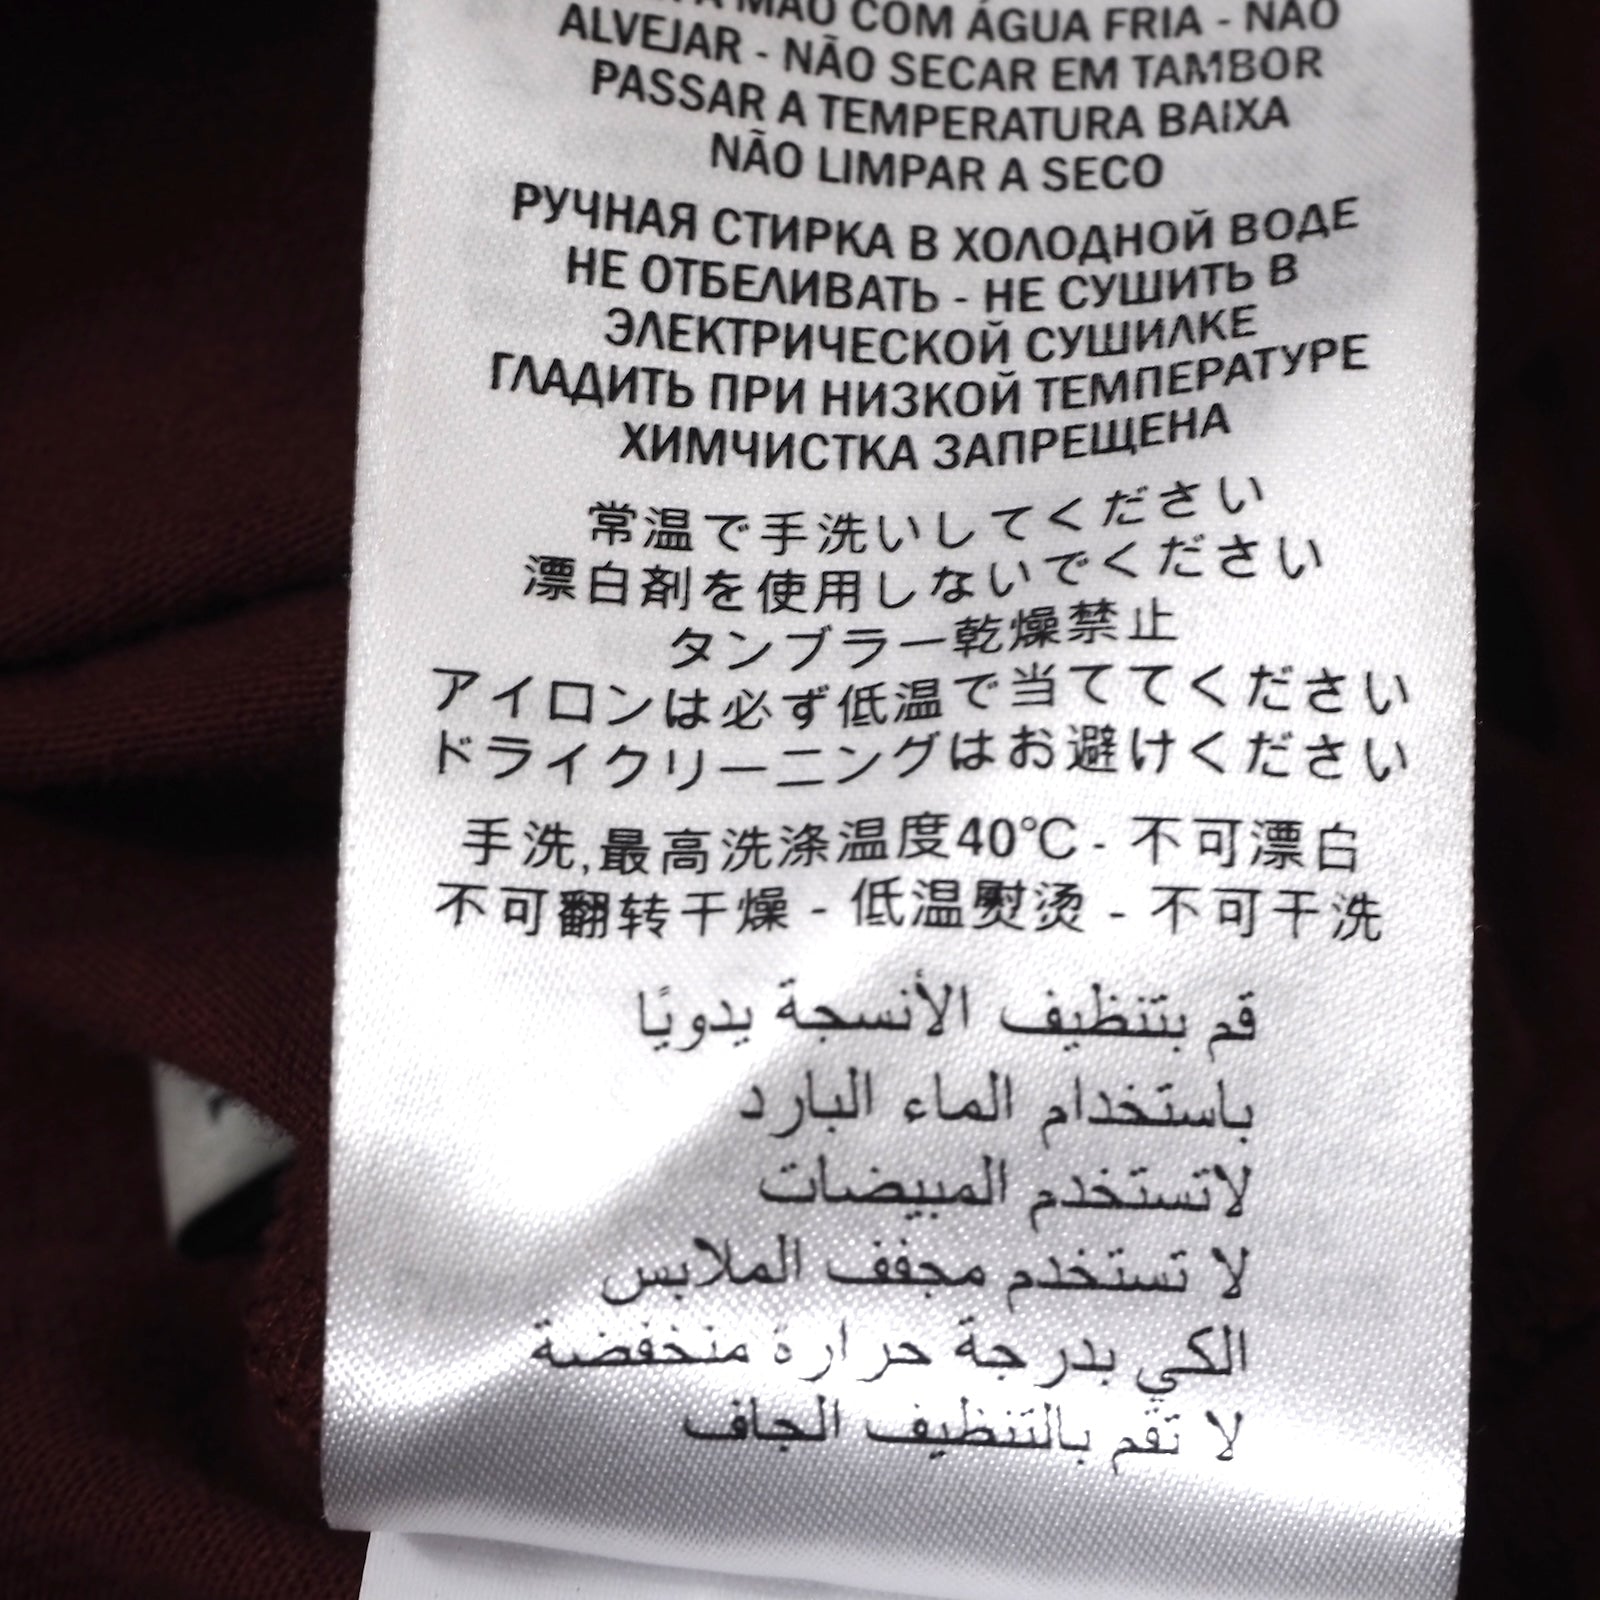 MÃO COM ÁGUA FRIA - NÃO
ALVEJAR - NÃO SECAR EM TAMBOR
PASSAR A TEMPERATURA BAIXA
NÃO LIMPAR A SECO
РУЧНАЯ СТИРКА В ХОЛОДНОЙ ВОДЕ
НЕ ОТБЕЛИВАТЬ - НЕ СУШИТЬ В
ЭЛЕКТРИЧЕСКОЙ СУШИЛКЕ
ГЛАДИТЬ ПРИ НИЗКОЙ ТЕМПЕРАТУРЕ
ХИМЧИСТКА ЗАПРЕЩЕНА
常温で手洗いしてください
漂白剤を使用しないでください
タンブラー乾燥禁止
アイロンは必ず低温で当ててください
ドライクリーニングはお避けください
手洗,最高洗涤温度40℃ - 不可漂白
不可翻转干燥 - 低温熨烫 - 不可干洗
قم بتنظيف الأنسجة يدويًا
باستخدام الماء البارد
لاتستخدم المبيضات
لا تستخدم مجفف الملابس
الكي بدرجة حرارة منخفضة
لا تقم بالتنظيف الجاف